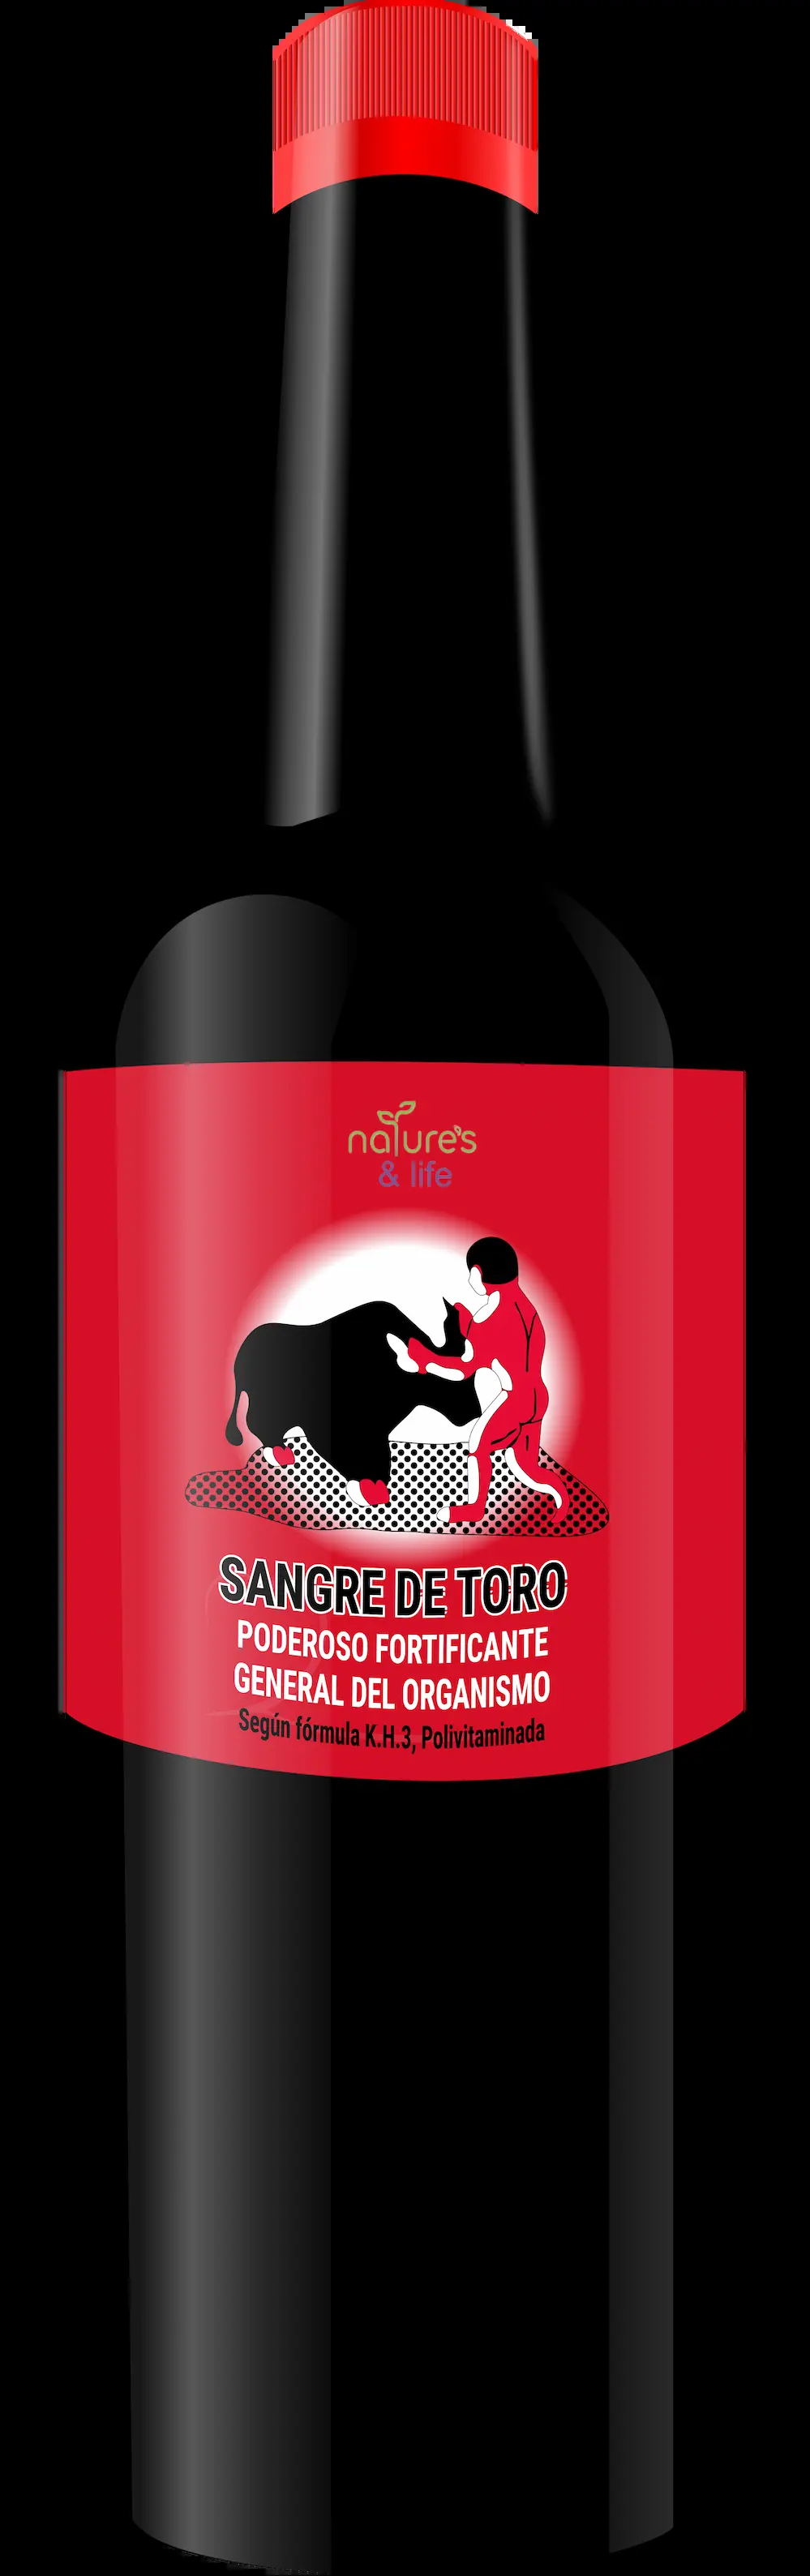 nature's
& life
SANGRE DE TORO
PODEROSO FORTIFICANTE
GENERAL DEL ORGANISMO
Según fórmula K.H.3, Polivitaminada